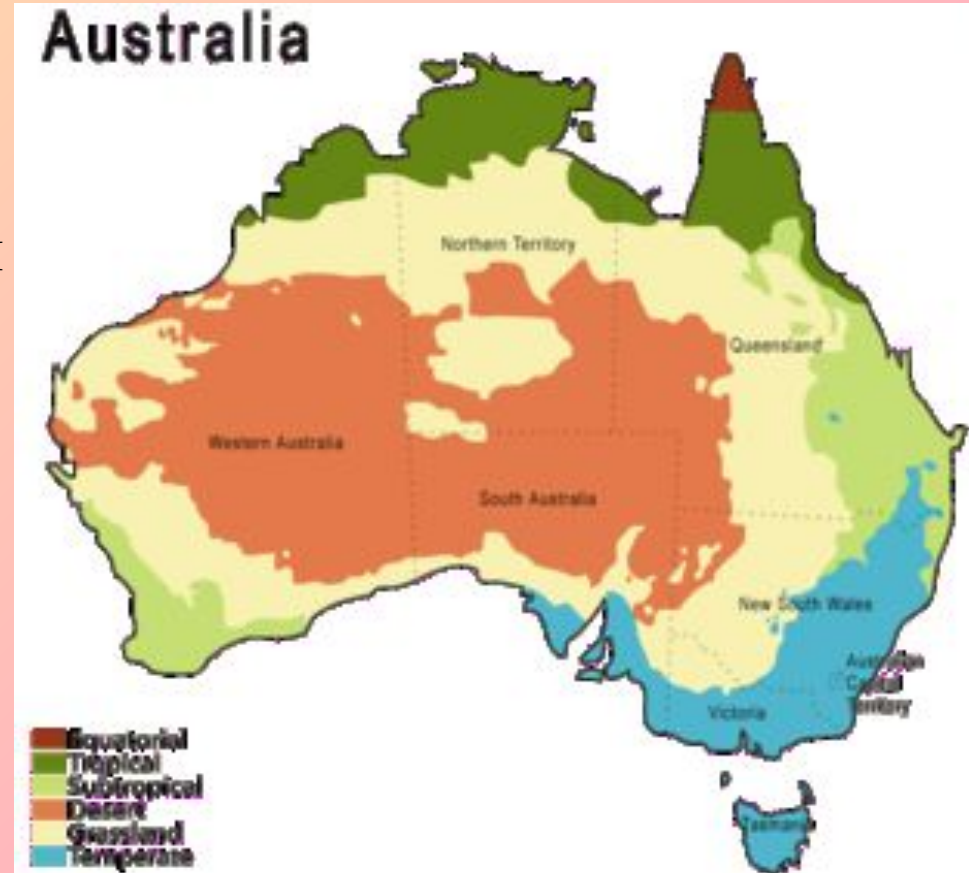 Australia
Northern Territory
Queensland
Western Australia
South Australia
New South Wales
Australian
Capital
Territory
Victoria
Equatorial
Tropical
Subtropical
Desert
Grassland
Temperate
Tasmania